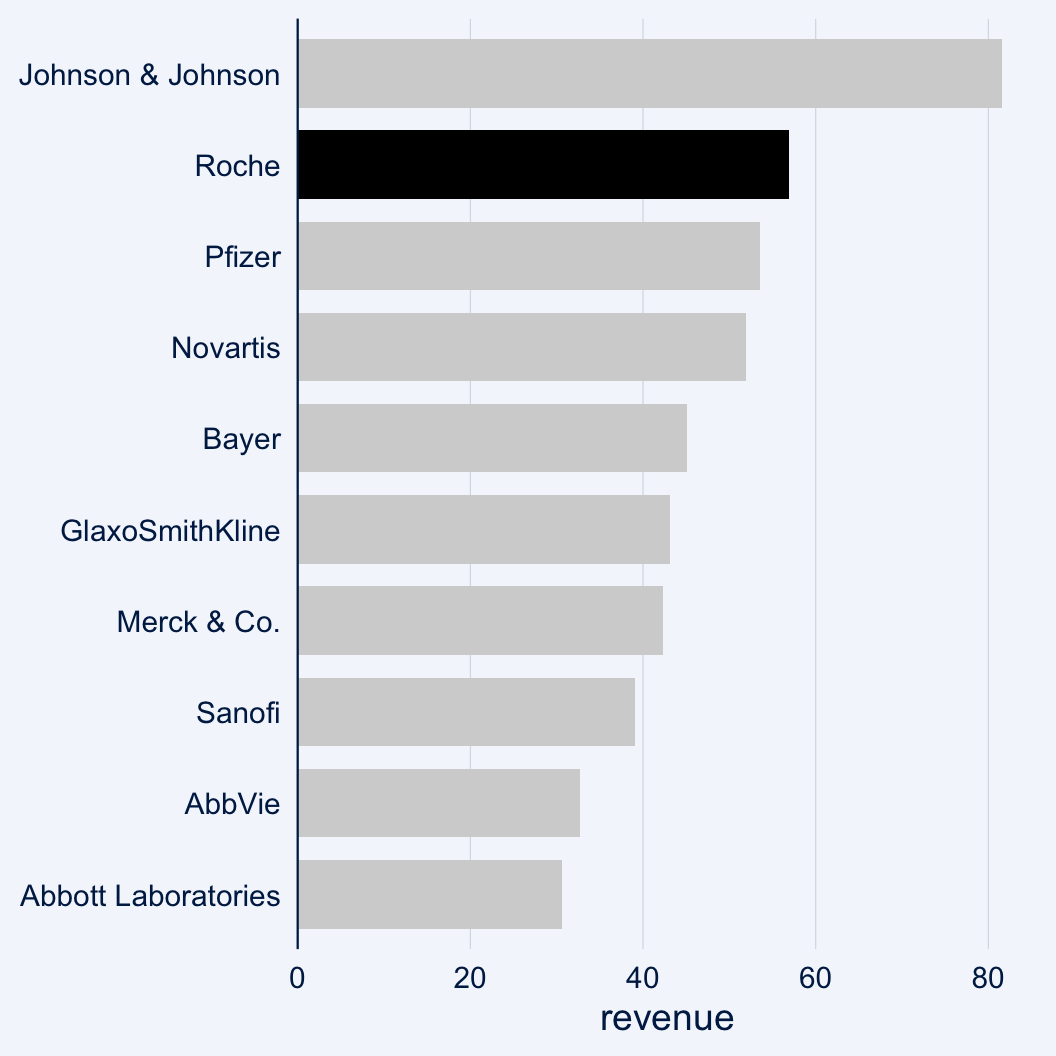 Johnson & Johnson
Roche
Pfizer
Novartis
Bayer
GlaxoSmithKline
Merck & Co.
Sanofi
AbbVie
Abbott Laboratories
0 20 40 60 80
revenue